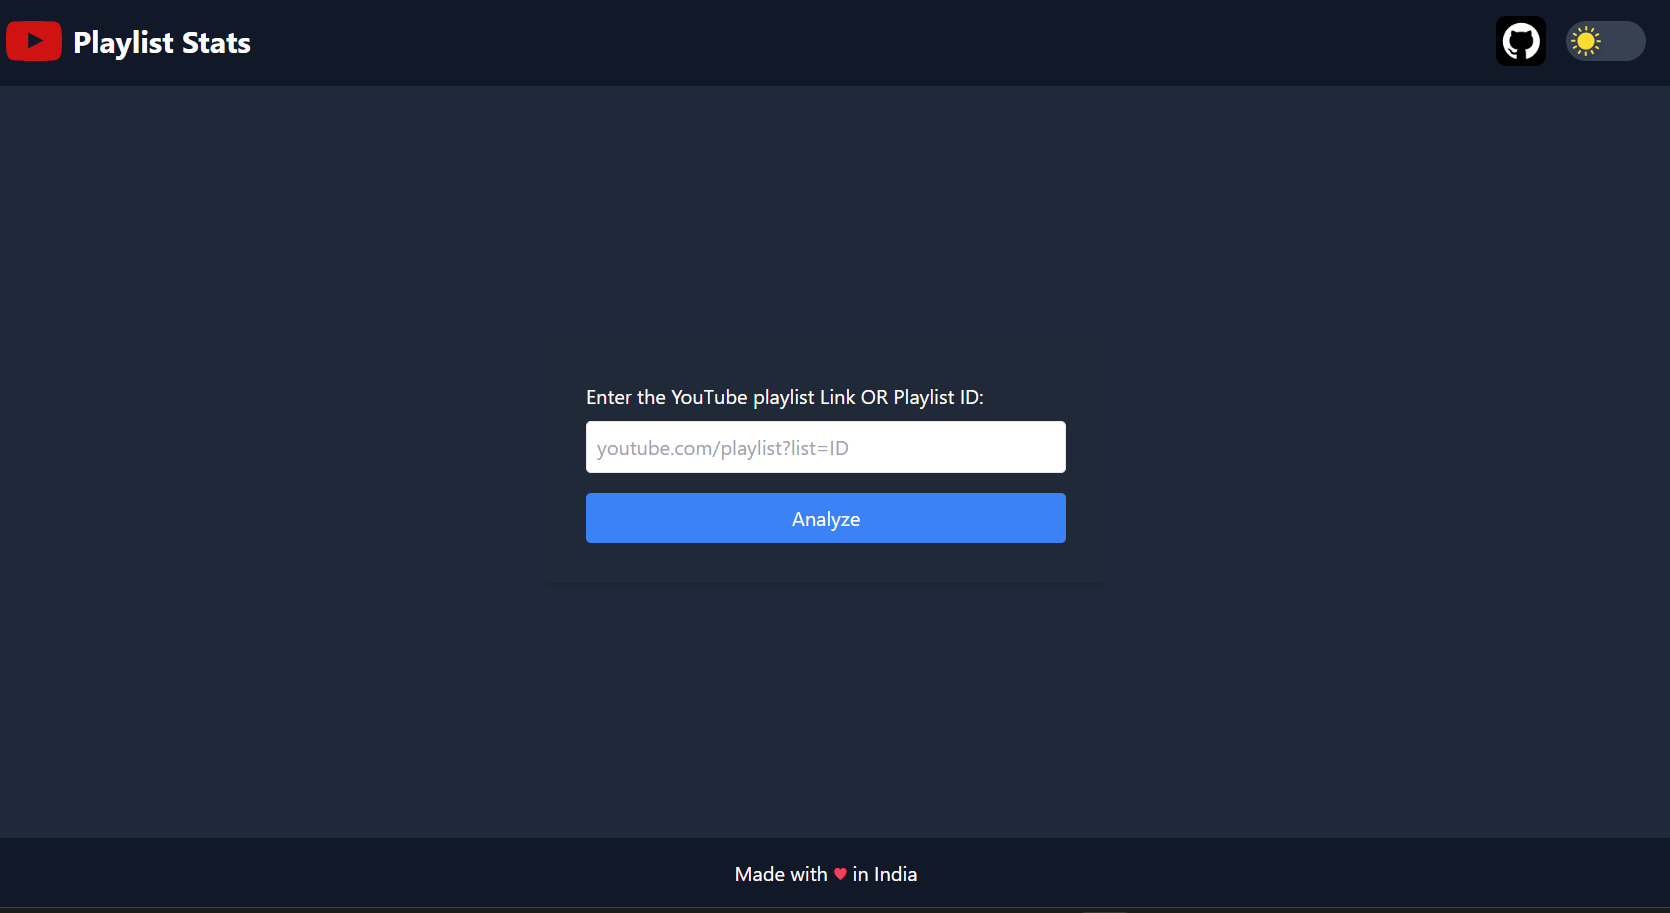 Playlist Stats
Enter the YouTube playlist Link OR Playlist ID:
youtube.com/playlist?list=ID
Analyze
Made with ♥ in India